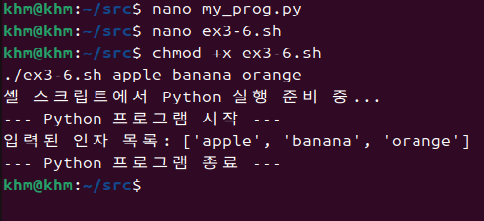 khm@khm:~/src$ nano my_prog.py
khm@khm:~/src$ nano ex3-6.sh
khm@khm:~/src$ chmod +x ex3-6.sh
./ex3-6.sh apple banana orange
셸 스크립트에서 Python 실행 준비 중...
--- Python 프로그램 시작 ---
입력된 인자 목록: ['apple', 'banana', 'orange']
--- Python 프로그램 종료 ---
khm@khm:~/src$